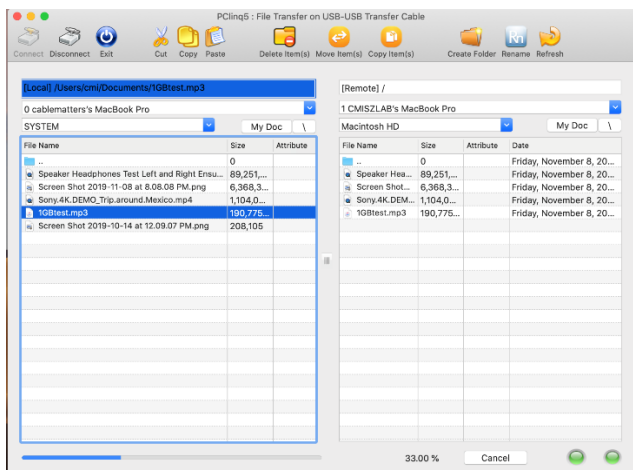 PClinq5 : File Transfer on USB-USB Transfer Cable
Connect Disconnect Exit Cut Copy Paste Delete Item(s) Move Item(s) Copy Item(s) Create Folder Rename Refresh
[Local] /Users/cmi/Documents/1GBtest.mp3
[Remote] /
0 cablematters's MacBook Pro
1 CMISZLAB's MacBook Pro
SYSTEM My Doc \
Macintosh HD My Doc \
File Name Size Attribute
.. 0
Speaker Headphones Test Left and Right Ensu... 89,251,...
Screen Shot 2019-11-08 at 8.08.08 PM.png 6,368,3...
Sony.4K.DEMO_Trip.around.Mexico.mp4 1,104,0...
1GBtest.mp3 190,775...
Screen Shot 2019-10-14 at 12.09.07 PM.png 208,105
File Name Size Attribute Date
.. 0 Friday, November 8, 20...
Speaker Hea... 89,251,... Friday, November 8, 20...
Screen Shot... 6,368,3... Friday, November 8, 20...
Sony.4K.DEM... 1,104,0... Friday, November 8, 20...
1GBtest.mp3 190,775... Friday, November 8, 20...
33.00 % Cancel